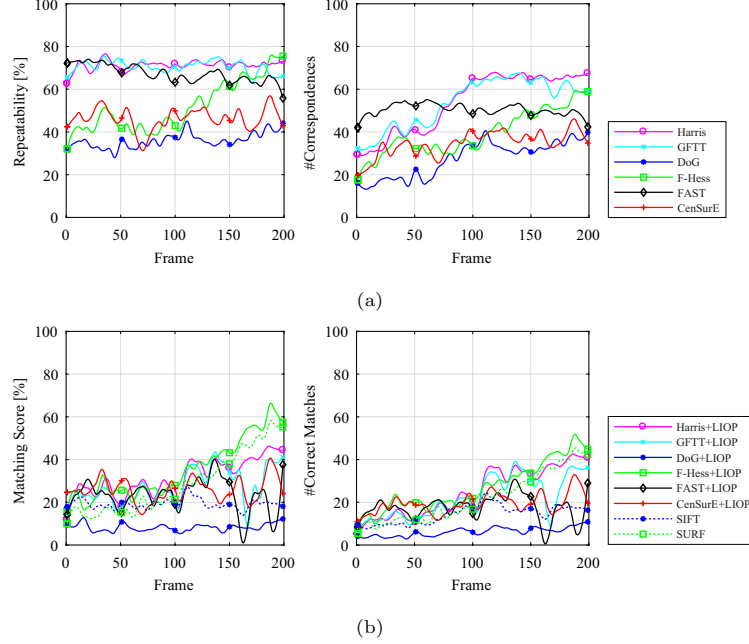 100
80
60
40
20
0
Repeatability [%]
0 50 100 150 200
Frame
100
80
60
40
20
0
#Correspondences
0 50 100 150 200
Frame
Harris
GFTT
DoG
F-Hess
FAST
CenSurE
(a)
100
80
60
40
20
0
Matching Score [%]
0 50 100 150 200
Frame
100
80
60
40
20
0
#Correct Matches
0 50 100 150 200
Frame
Harris+LIOP
GFTT+LIOP
DoG+LIOP
F-Hess+LIOP
FAST+LIOP
CenSurE+LIOP
SIFT
SURF
(b)